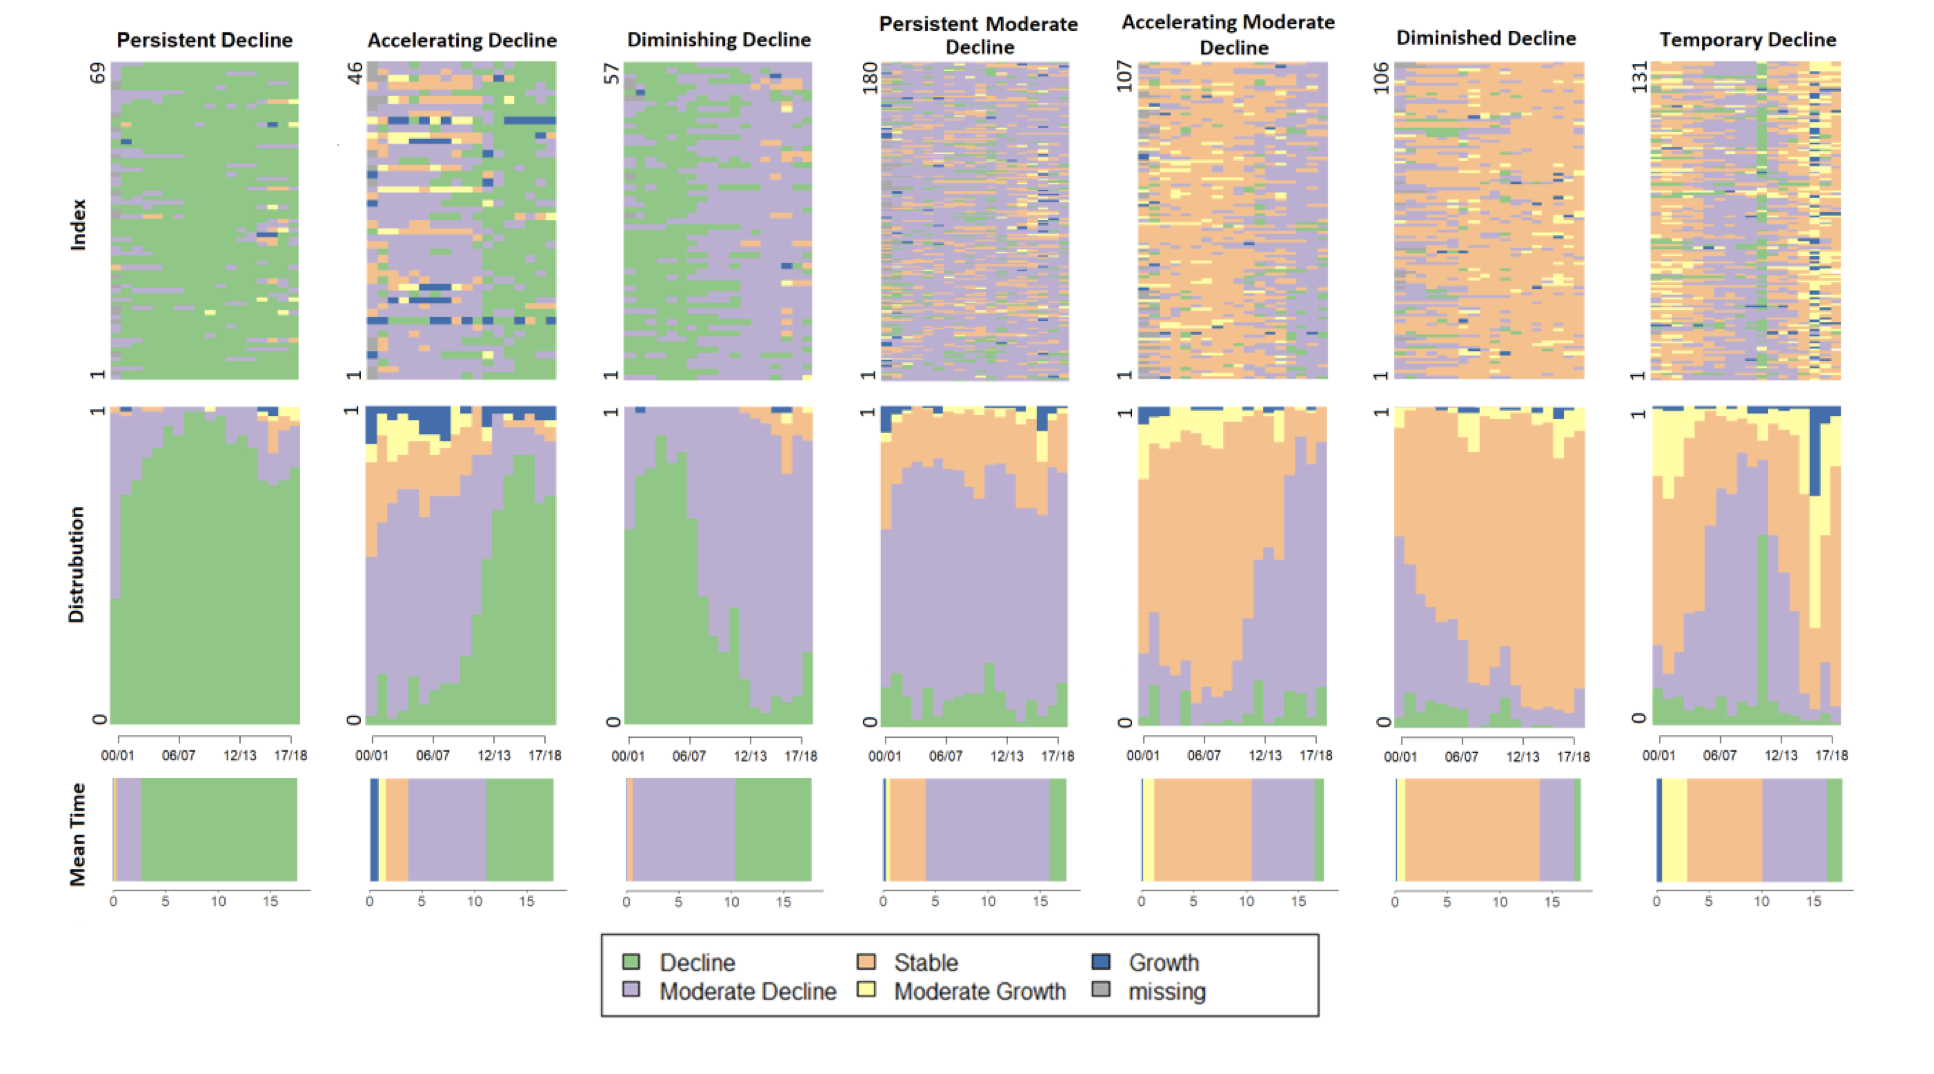 Persistent Decline
Accelerating Decline
Diminishing Decline
Persistent Moderate
Decline
Accelerating Moderate
Decline
Diminished Decline
Temporary Decline
Index
69
1
46
1
57
1
180
1
107
1
106
1
131
1
Distrubution
1
0
1
0
1
0
1
0
1
0
1
0
1
0
00/01 06/07 12/13 17/18
00/01 06/07 12/13 17/18
00/01 06/07 12/13 17/18
00/01 06/07 12/13 17/18
00/01 06/07 12/13 17/18
00/01 06/07 12/13 17/18
00/01 06/07 12/13 17/18
Mean Time
0 5 10 15
0 5 10 15
0 5 10 15
0 5 10 15
0 5 10 15
0 5 10 15
0 5 10 15
Decline Stable Growth
Moderate Decline Moderate Growth missing